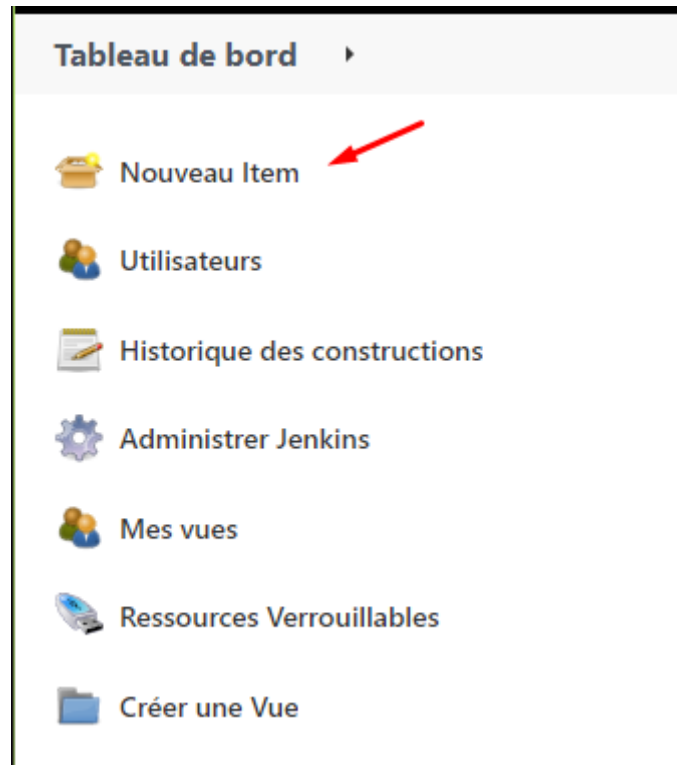 Tableau de bord
Nouveau Item
Utilisateurs
Historique des constructions
Administrer Jenkins
Mes vues
Ressources Verrouillables
Créer une Vue